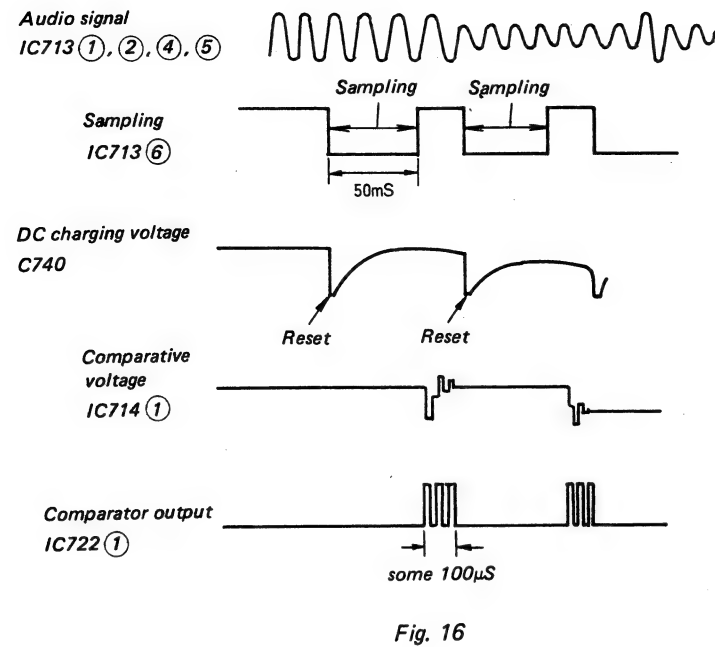 Audio signal
IC713 ①, ②, ④, ⑤
Sampling Sampling
Sampling
IC713 ⑥
50mS
DC charging voltage
C740
Reset Reset
Comparative
voltage
IC714 ①
Comparator output
IC722 ①
some 100μS
Fig. 16